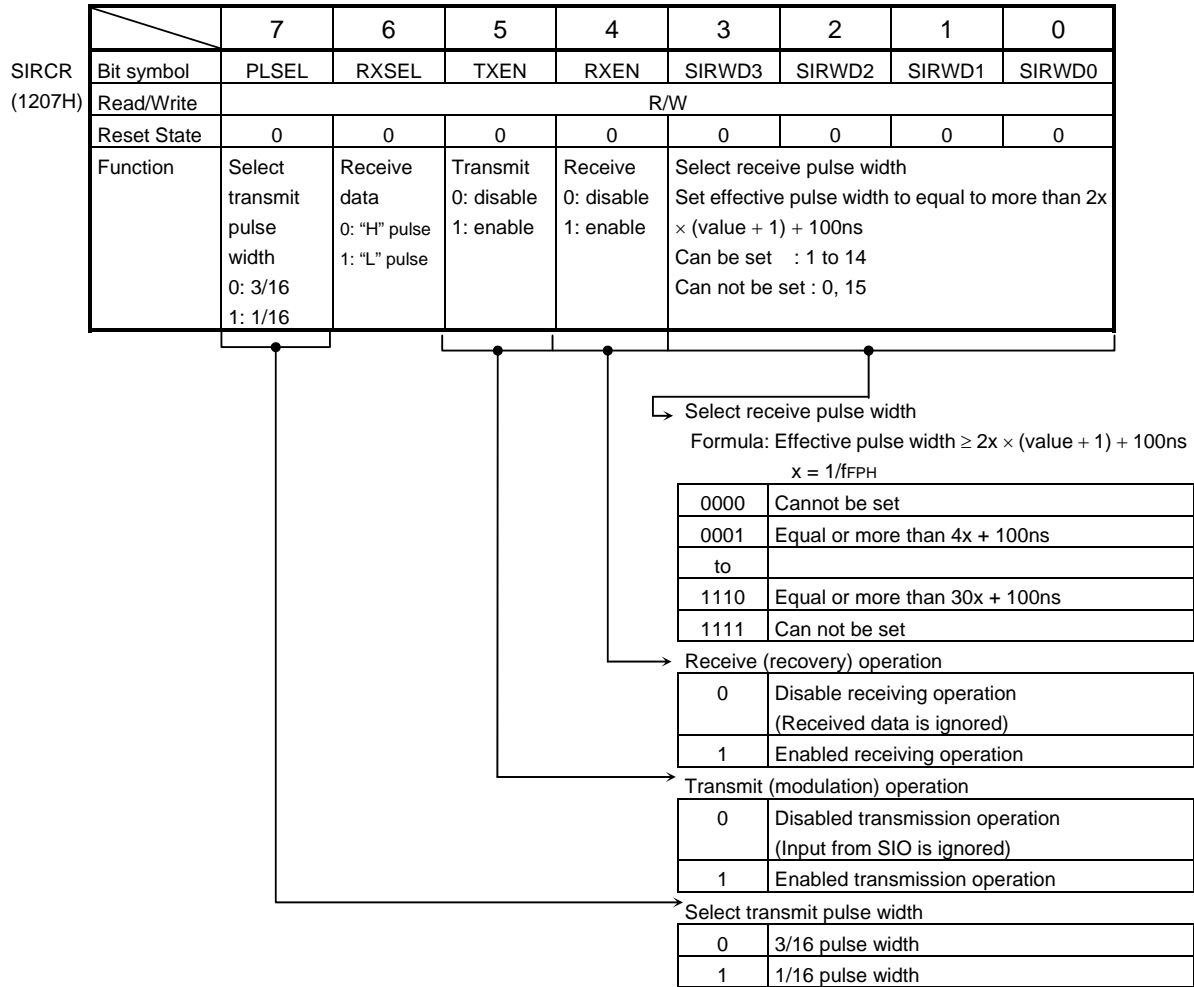 7 6 5 4 3 2 1 0
SIRCR Bit symbol PLSEL RXSEL TXEN RXEN SIRWD3 SIRWD2 SIRWD1 SIRWD0
(1207H) Read/Write R/W
Reset State 0 0 0 0 0 0 0 0
Function Select Receive Transmit Receive Select receive pulse width
transmit data 0: disable 0: disable Set effective pulse width to equal to more than 2x
pulse 0: “H” pulse 1: enable 1: enable × (value + 1) + 100ns
width 1: “L” pulse Can be set : 1 to 14
0: 3/16 Can not be set : 0, 15
1: 1/16
Select receive pulse width
Formula: Effective pulse width ≥ 2x × (value + 1) + 100ns
x = 1/fFPH
0000 Cannot be set
0001 Equal or more than 4x + 100ns
to
1110 Equal or more than 30x + 100ns
1111 Can not be set
Receive (recovery) operation
0 Disable receiving operation
(Received data is ignored)
1 Enabled receiving operation
Transmit (modulation) operation
0 Disabled transmission operation
(Input from SIO is ignored)
1 Enabled transmission operation
Select transmit pulse width
0 3/16 pulse width
1 1/16 pulse width